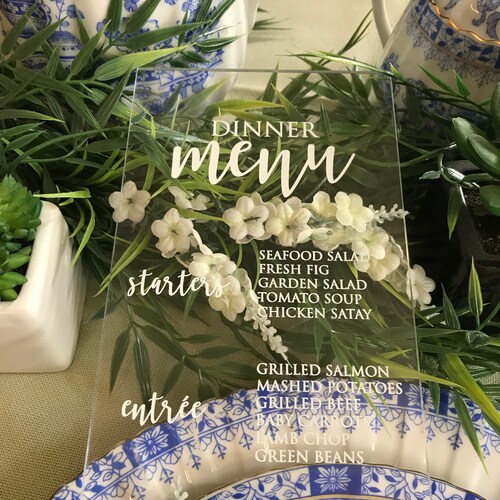 DINNER
menu
starters
SEAFOOD SALAD
FRESH FIG
GARDEN SALAD
TOMATO SOUP
CHICKEN SATAY
entrée
GRILLED SALMON
MASHED POTATOES
GRILLED BEEF
BABY CARROTS
LAMB CHOP
GREEN BEANS